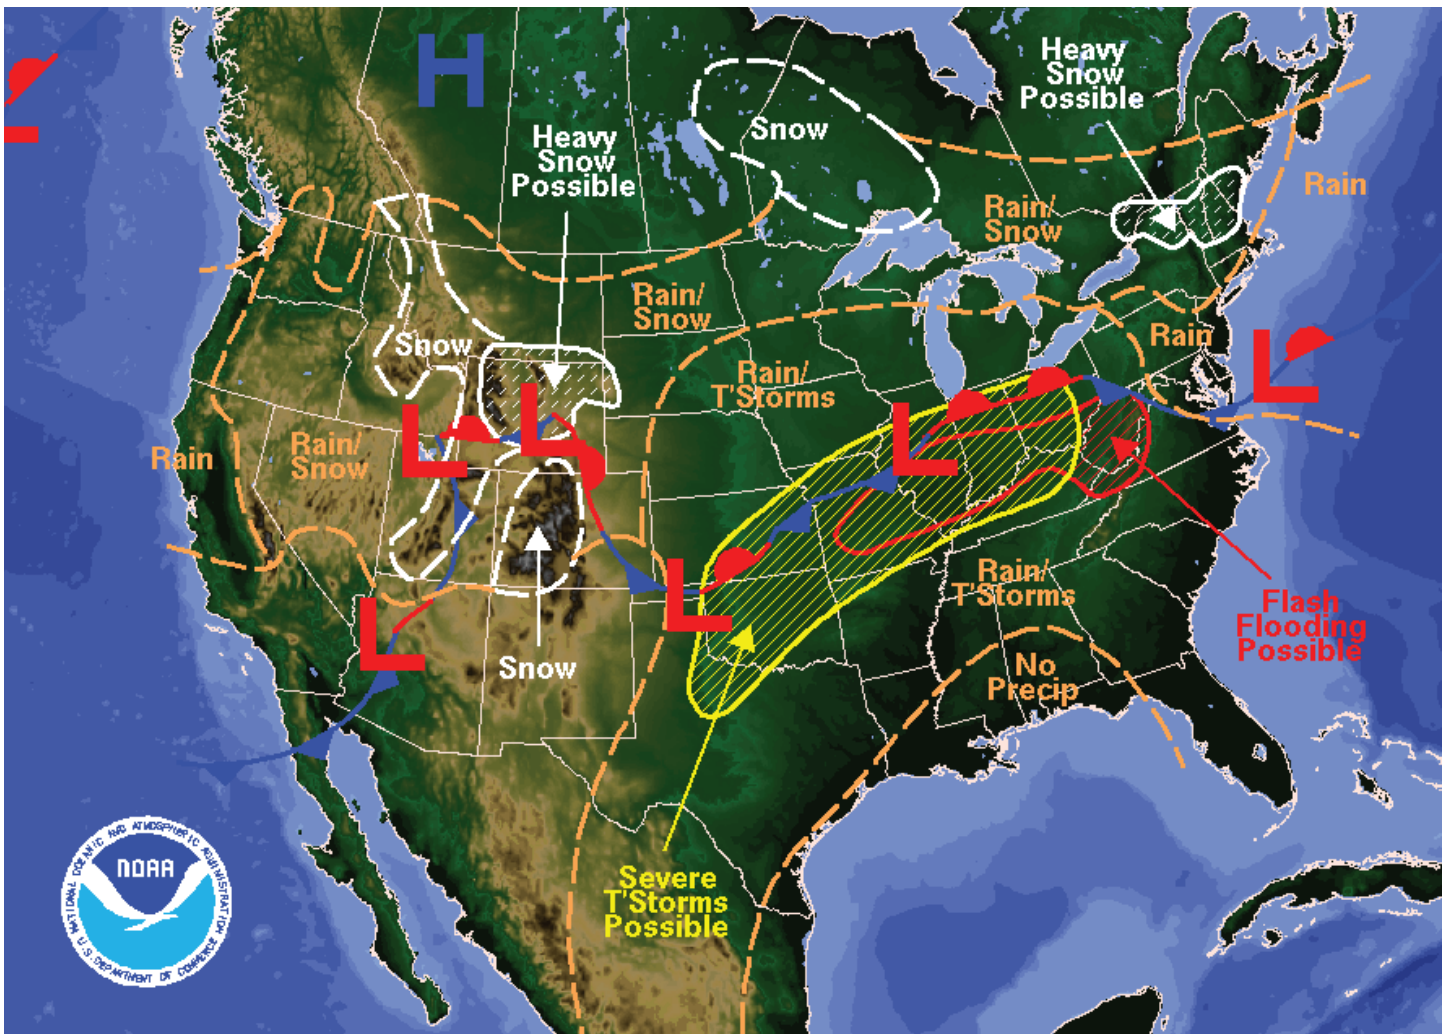 H
Heavy
Snow
Possible
Snow
Heavy
Snow
Possible
Rain
Rain/
Snow
Rain/
Snow
Snow
Rain
Rain/
T'Storms
L
L
L
L
Rain
Rain/
Snow
L
Rain/
T'Storms
Flash
Flooding
Possible
L
No
Precip
Snow
Severe
T'Storms
Possible
NOAA
NATIONAL OCEANIC AND ATMOSPHERIC ADMINISTRATION
U.S. DEPARTMENT OF COMMERCE